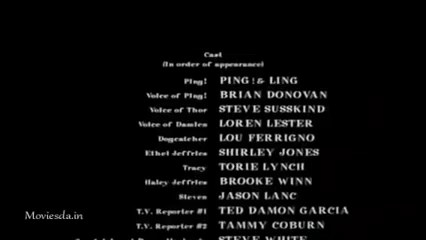 Cast
(In order of appearance)
Ping! PING! & LING
Voice of Ping! BRIAN DONOVAN
Voice of Thor STEVE SUSSKIND
Voice of Damien LOREN LESTER
Dogcatcher LOU FERRIGNO
Ethel Jeffries SHIRLEY JONES
Tracy TORIE LYNCH
Haley Jeffries BROOKE WINN
Steven JASON LANC
T.V. Reporter #1 TED DAMON GARCIA
T.V. Reporter #2 TAMMY COBURN
STEVE WHITE
Moviesda.in